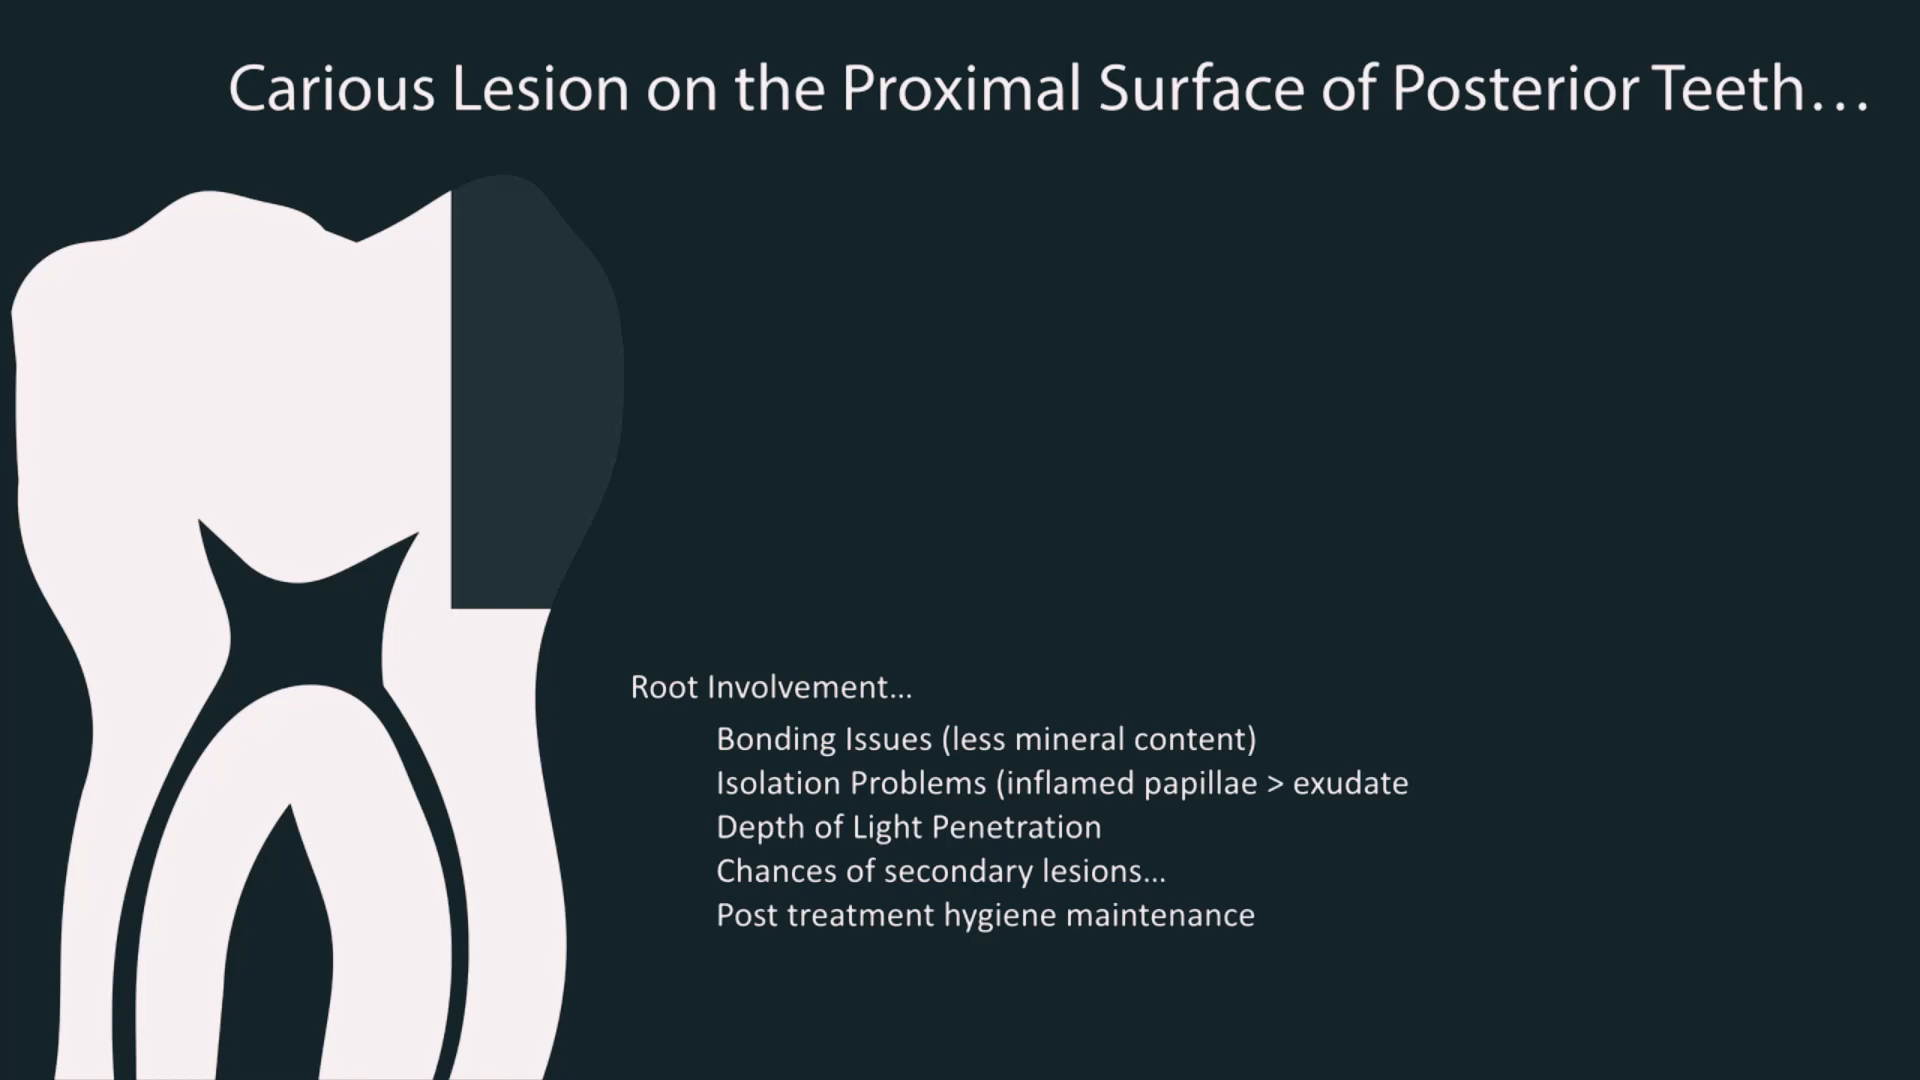 Carious Lesion on the Proximal Surface of Posterior Teeth…
Root Involvement…
Bonding Issues (less mineral content)
Isolation Problems (inflamed papillae > exudate
Depth of Light Penetration
Chances of secondary lesions…
Post treatment hygiene maintenance